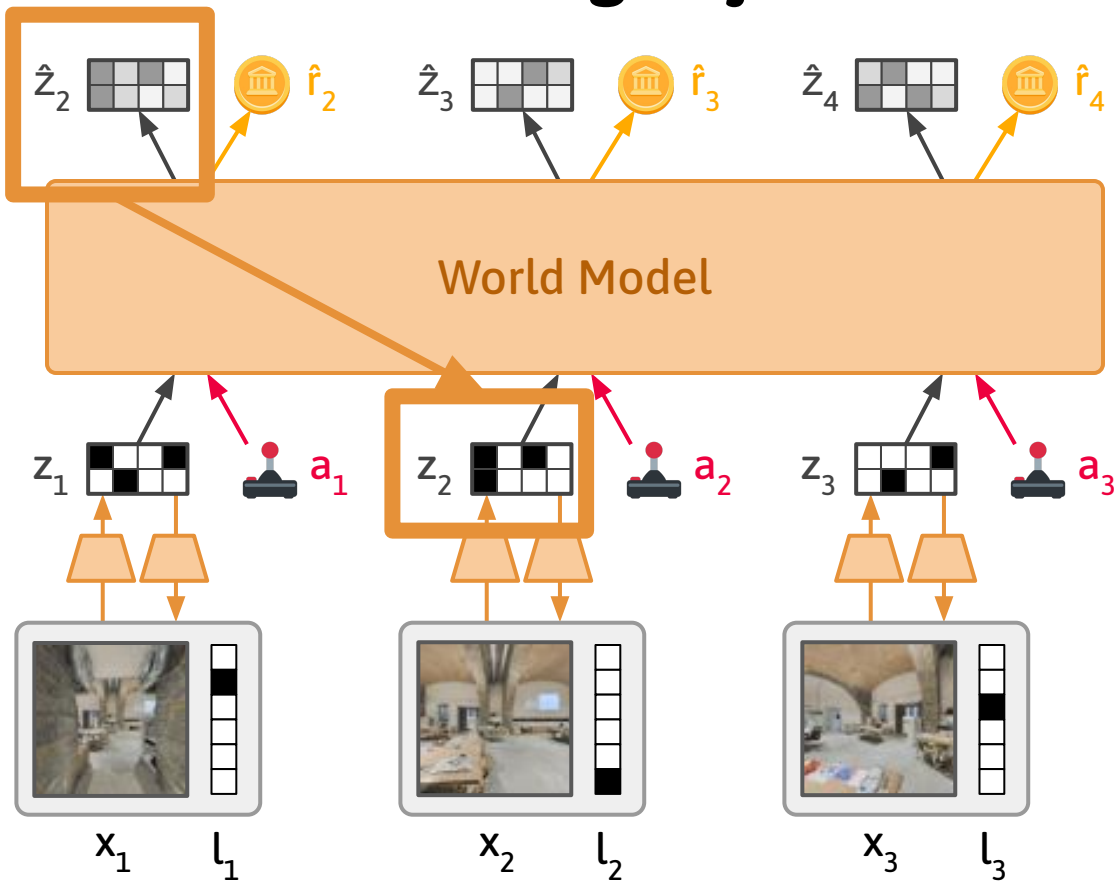 ẑ₂ r̂₂ ẑ₃ r̂₃ ẑ₄ r̂₄
World Model
z₁ a₁ z₂ a₂ z₃ a₃
x₁ l₁ x₂ l₂ x₃ l₃